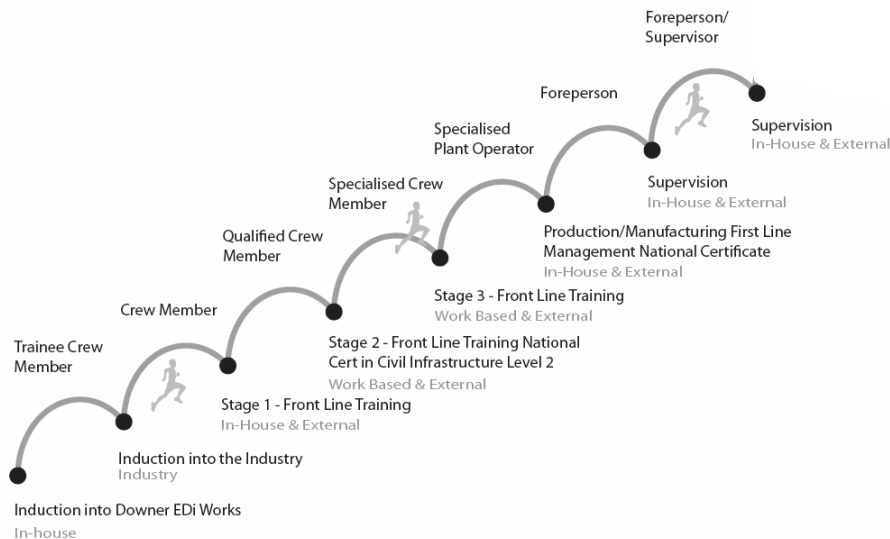 Foreperson/
Supervisor
Foreperson
Supervision
In-House & External
Specialised
Plant Operator
Supervision
In-House & External
Specialised Crew
Member
Production/Manufacturing First Line
Management National Certificate
In-House & External
Qualified Crew
Member
Stage 3 - Front Line Training
Work Based & External
Crew Member
Stage 2 - Front Line Training National
Cert in Civil Infrastructure Level 2
Work Based & External
Trainee Crew
Member
Stage 1 - Front Line Training
In-House & External
Induction into the Industry
Industry
Induction into Downer EDi Works
In-house